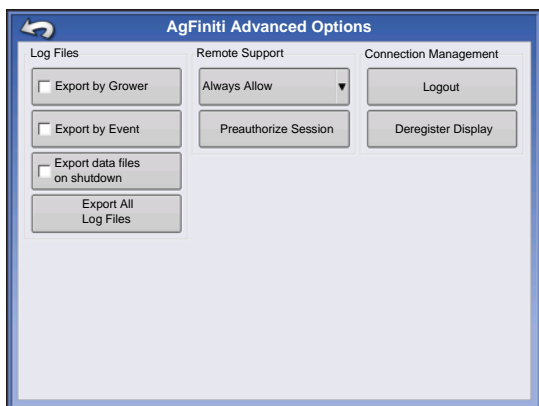 AgFiniti Advanced Options
Log Files
Export by Grower
Export by Event
Export data files
on shutdown
Export All
Log Files
Remote Support
Always Allow
Preauthorize Session
Connection Management
Logout
Deregister Display